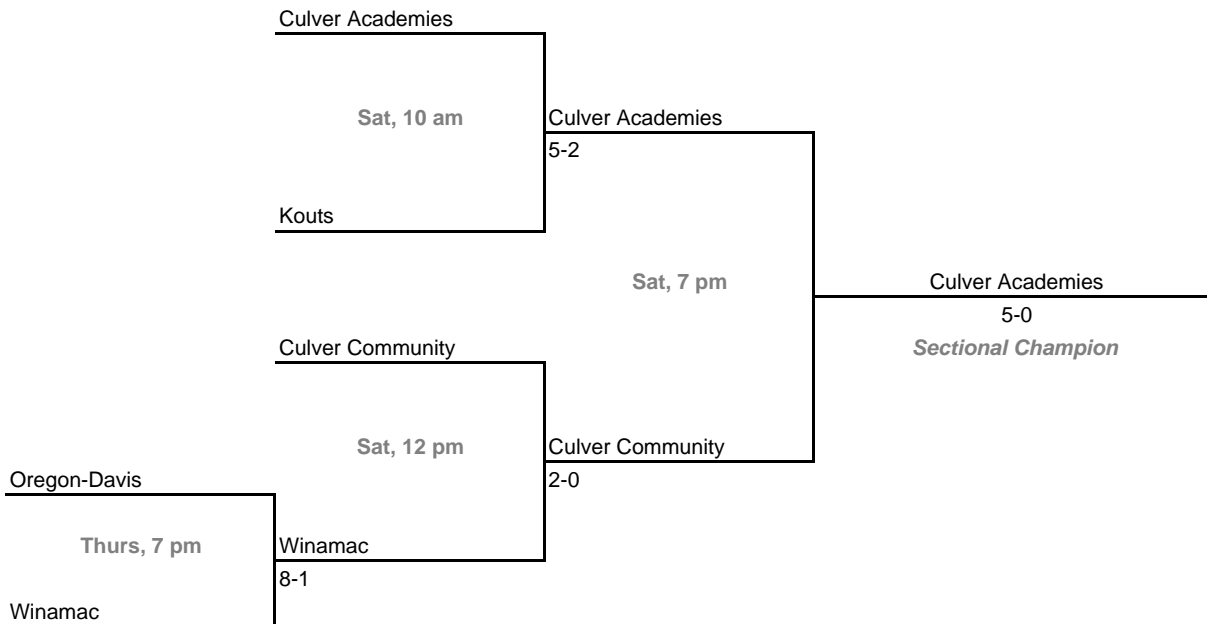 Culver Academies
Sat, 10 am
Culver Academies
5-2
Kouts
Sat, 7 pm
Culver Academies
5-0
Sectional Champion
Culver Community
Sat, 12 pm
Culver Community
2-0
Oregon-Davis
Thurs, 7 pm
Winamac
8-1
Winamac